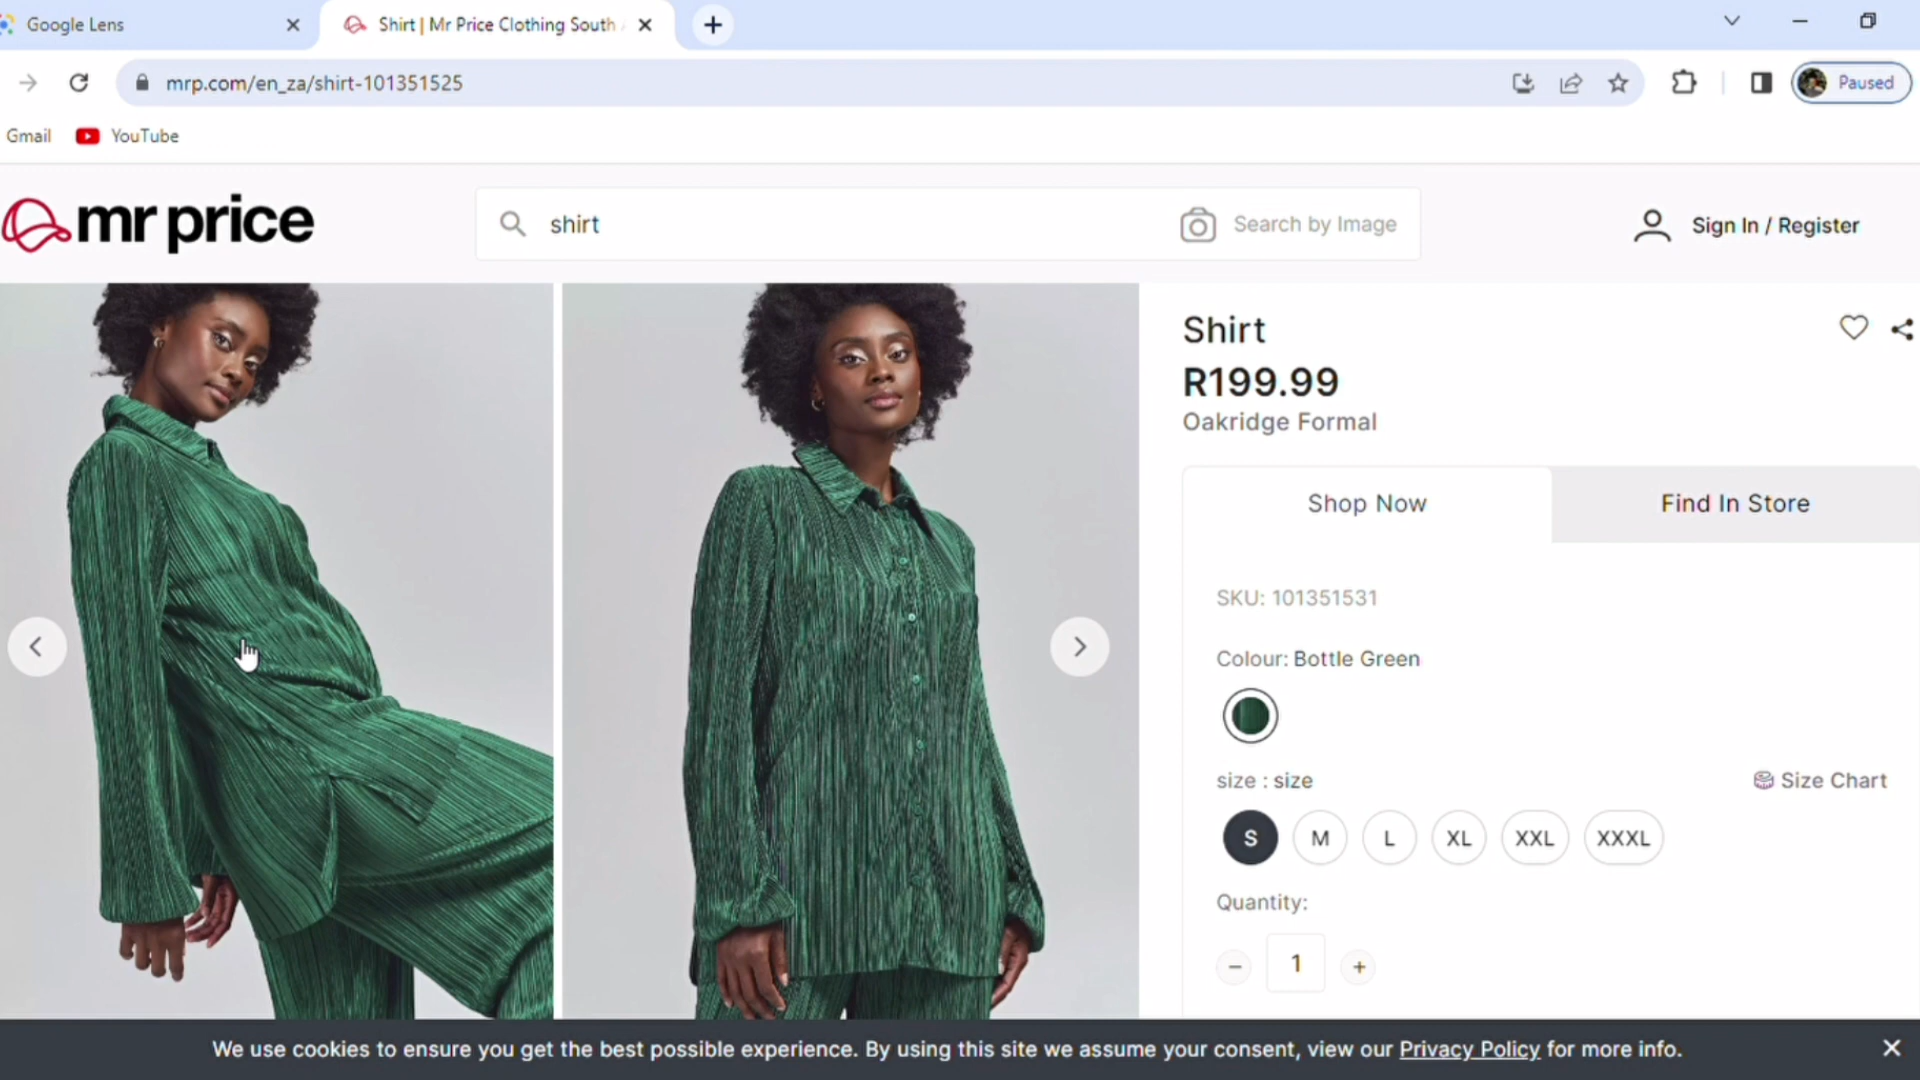 Google Lens
Shirt | Mr Price Clothing South
mrp.com/en_za/shirt-101351525
Paused
Gmail
YouTube
mr price
shirt
Search by Image
Sign In / Register
Shirt
R199.99
Oakridge Formal
Shop Now
Find In Store
SKU: 101351531
Colour: Bottle Green
size : size
Size Chart
S
M
L
XL
XXL
XXXL
Quantity:
− 1 +
We use cookies to ensure you get the best possible experience. By using this site we assume your consent, view our Privacy Policy for more info.